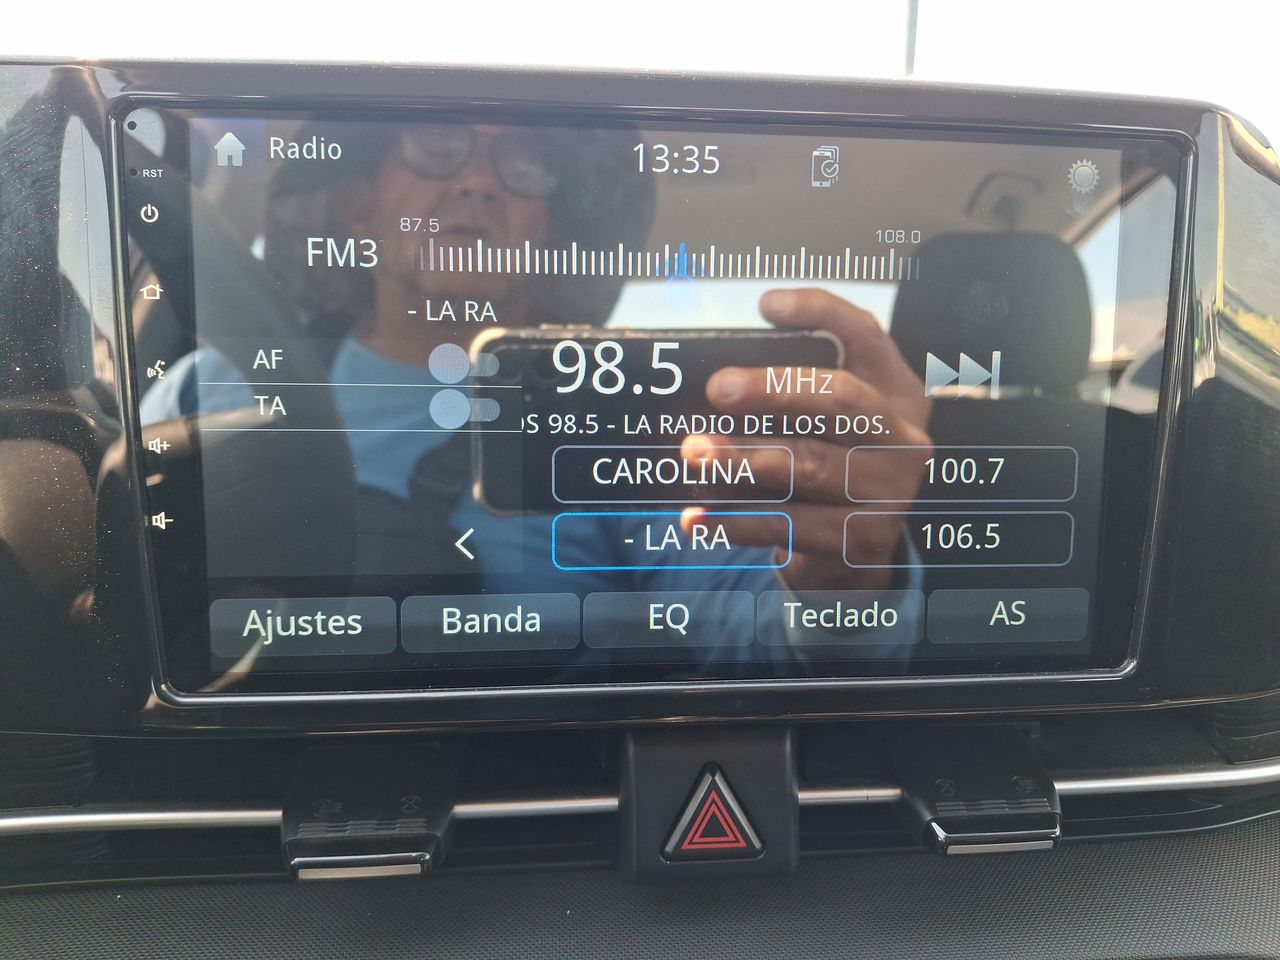 Radio
13:35
RST
87.5
108.0
FM3
- LA RA
AF
98.5 MHz
TA
OS 98.5 - LA RADIO DE LOS DOS.
CAROLINA
100.7
- LA RA
106.5
Ajustes
Banda
EQ
Teclado
AS